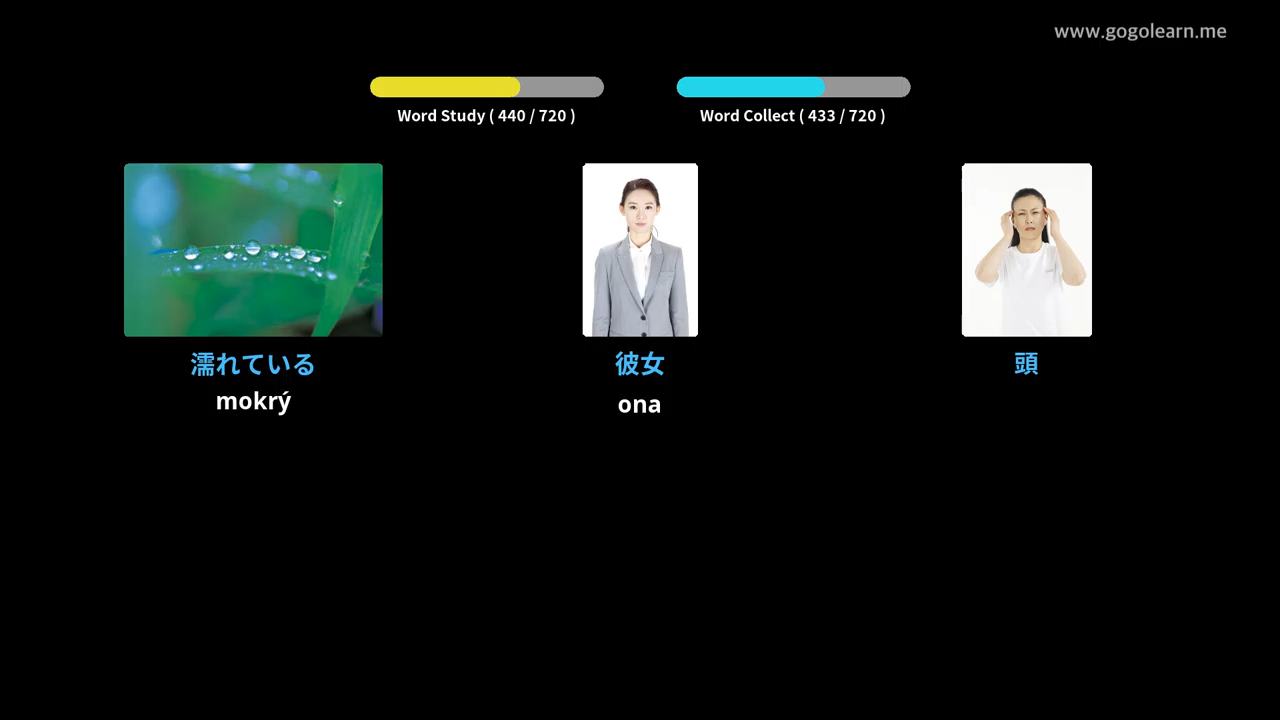 www.gogolearn.me
Word Study ( 440 / 720 )
Word Collect ( 433 / 720 )
濡れている
mokrý
彼女
ona
頭